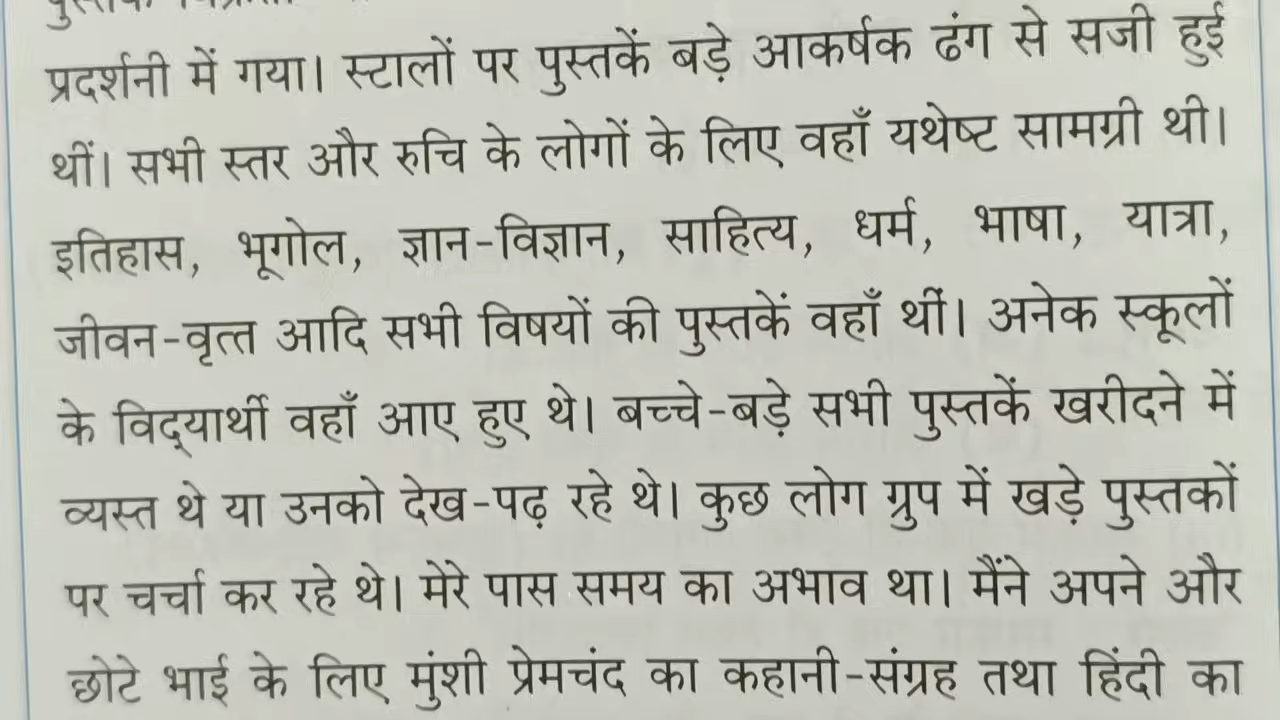 प्रदर्शनी में गया। स्टालों पर पुस्तकें बड़े आकर्षक ढंग से सजी हुई
थीं। सभी स्तर और रुचि के लोगों के लिए वहाँ यथेष्ट सामग्री थी।
इतिहास, भूगोल, ज्ञान-विज्ञान, साहित्य, धर्म, भाषा, यात्रा,
जीवन-वृत्त आदि सभी विषयों की पुस्तकें वहाँ थीं। अनेक स्कूलों
के विद्यार्थी वहाँ आए हुए थे। बच्चे-बड़े सभी पुस्तकें खरीदने में
व्यस्त थे या उनको देख-पढ़ रहे थे। कुछ लोग ग्रुप में खड़े पुस्तकों
पर चर्चा कर रहे थे। मेरे पास समय का अभाव था। मैंने अपने और
छोटे भाई के लिए मुंशी प्रेमचंद का कहानी-संग्रह तथा हिंदी का